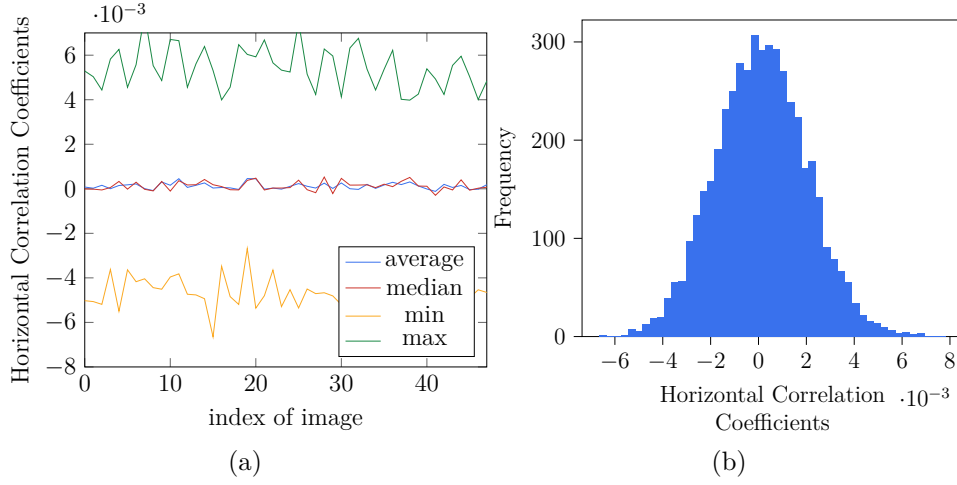 ·10⁻³
Horizontal Correlation Coefficients
6
4
2
0
−2
−4
−6
−8
0
10
20
30
40
index of image
average
median
min
max
(a)
Frequency
300
200
100
0
−6
−4
−2
0
2
4
6
8
Horizontal Correlation
Coefficients
·10⁻³
(b)